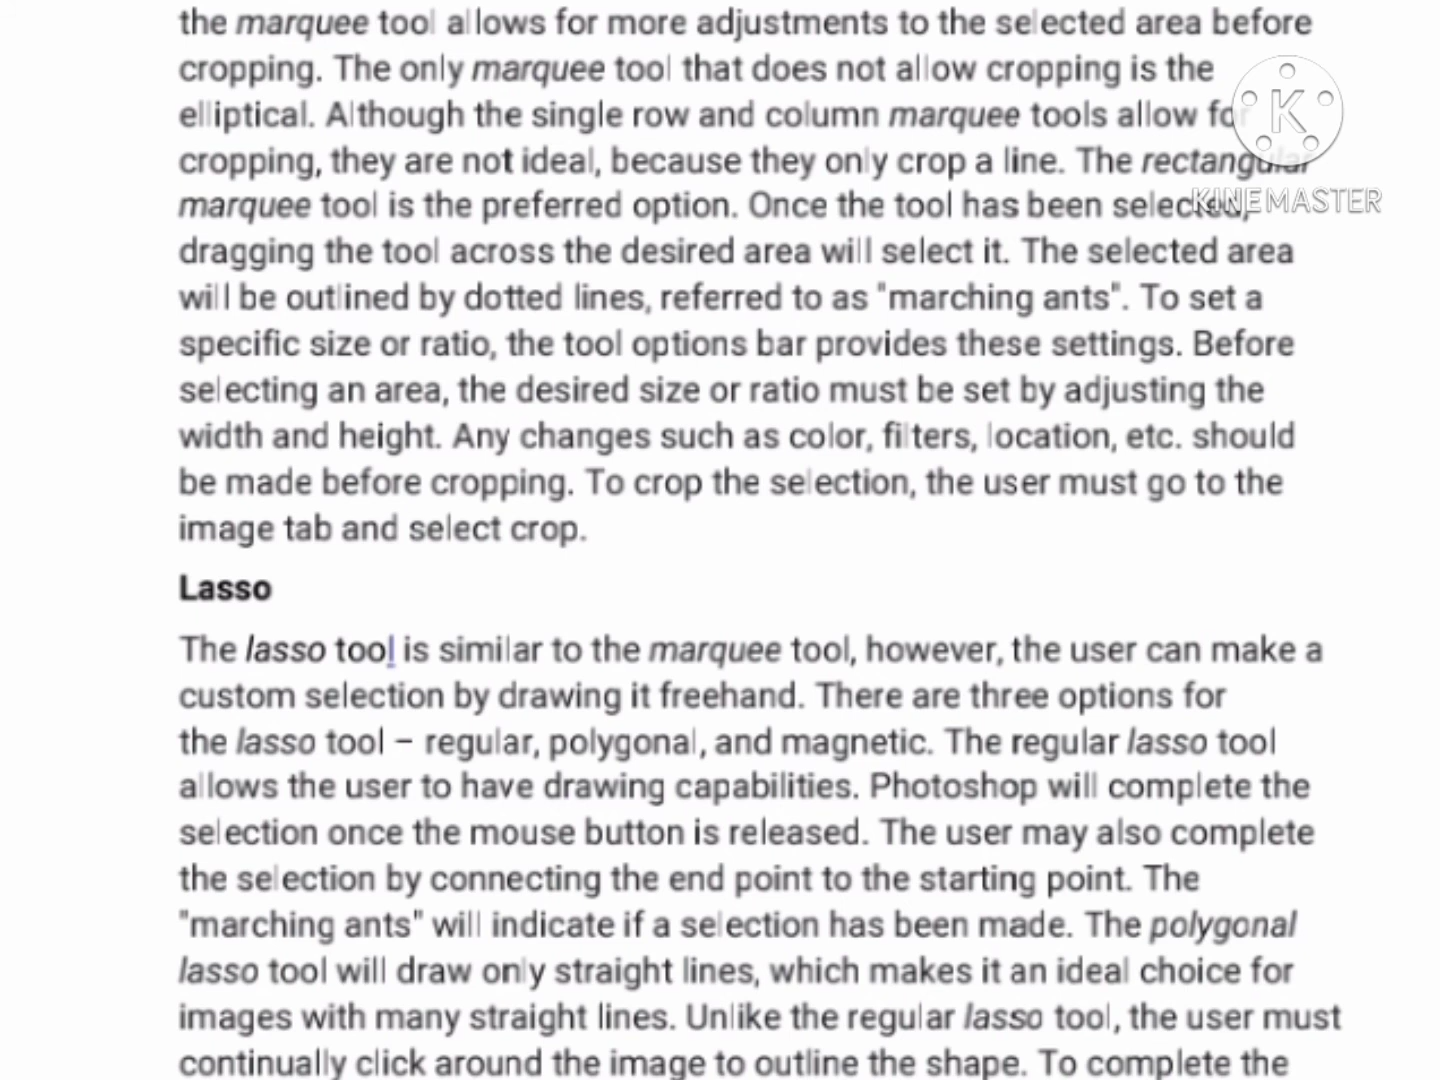 the marquee tool allows for more adjustments to the selected area before
cropping. The only marquee tool that does not allow cropping is the
elliptical. Although the single row and column marquee tools allow for
cropping, they are not ideal, because they only crop a line. The rectangular
marquee tool is the preferred option. Once the tool has been selected,
dragging the tool across the desired area will select it. The selected area
will be outlined by dotted lines, referred to as "marching ants". To set a
specific size or ratio, the tool options bar provides these settings. Before
selecting an area, the desired size or ratio must be set by adjusting the
width and height. Any changes such as color, filters, location, etc. should
be made before cropping. To crop the selection, the user must go to the
image tab and select crop.
Lasso
The lasso tool is similar to the marquee tool, however, the user can make a
custom selection by drawing it freehand. There are three options for
the lasso tool – regular, polygonal, and magnetic. The regular lasso tool
allows the user to have drawing capabilities. Photoshop will complete the
selection once the mouse button is released. The user may also complete
the selection by connecting the end point to the starting point. The
"marching ants" will indicate if a selection has been made. The polygonal
lasso tool will draw only straight lines, which makes it an ideal choice for
images with many straight lines. Unlike the regular lasso tool, the user must
continually click around the image to outline the shape. To complete the
K
KINEMASTER